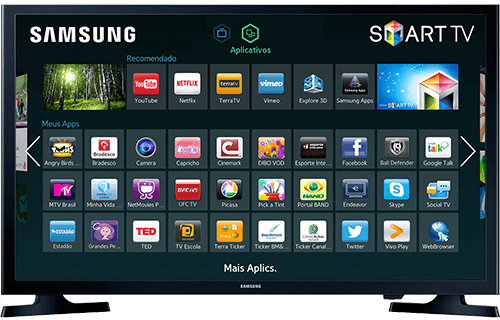 SAMSUNG
SMART TV
Aplicativos
Recomendado
YouTube Netflix TerraTV Vimeo Explore 3D Samsung Apps
Meus Apps
Angry Birds.. Bradesco Camera Capricho Cinemark DIBO VOD Esporte Inte... Facebook Bail Defender Google Talk
MTV Brasil Minha Vida ... NetMovies P... UFC TV Picasa Pick a Tint Portal BAND Endeavor Skype Social TV
Estadão Grandes Pe... TED TV Escola Terra Ticker Ticker BM&... Ticker Canal... Twitter Vivo Play WebBrowser
Mais Aplics.
SAMSUNG